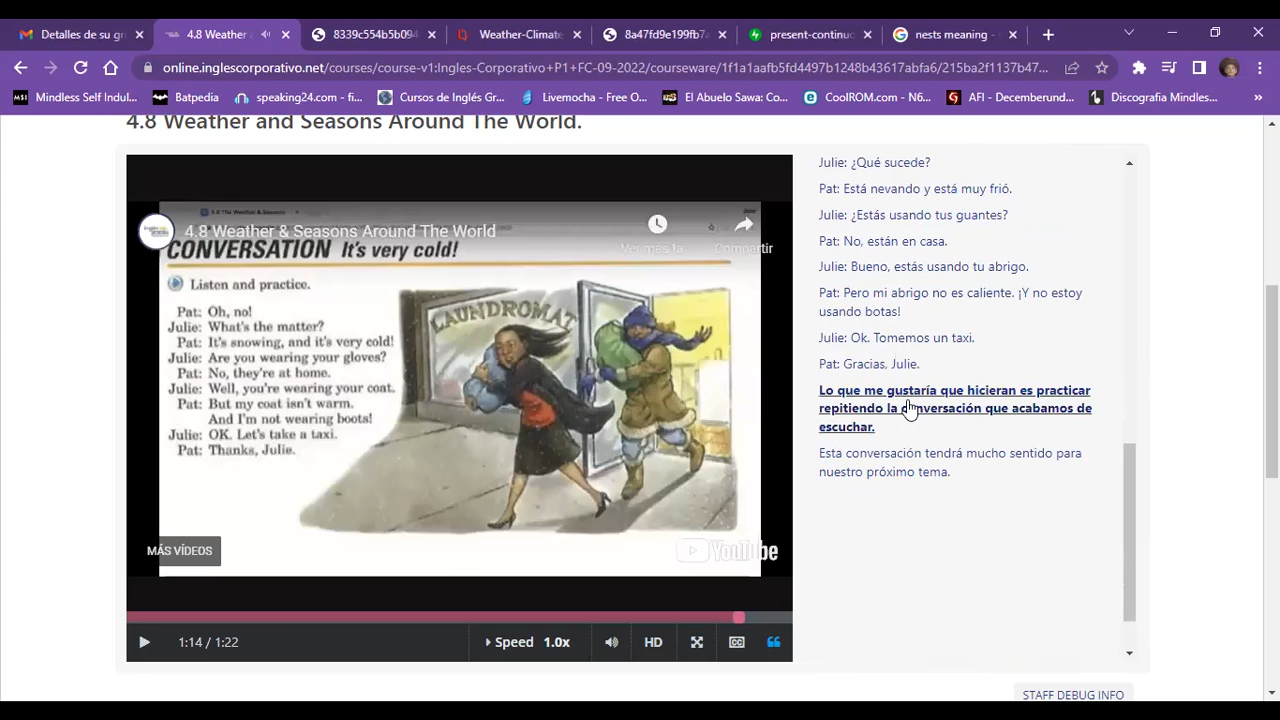 Detalles de su gr
4.8 Weather
8339c554b5b094
Weather-Climate
8a47fd9e199fb7
present-continuo
nests meaning -
online.inglescorporativo.net/courses/course-v1:Ingles-Corporativo+P1+FC-09-2022/courseware/1f1a1aafb5fd4497b1248b43617abfa6/215ba2f1137b47...
Mindless Self Indul...
Batpedia
speaking24.com - fi...
Cursos de Inglés Gr...
Livemocha - Free O...
El Abuelo Sawa: Co...
CoolROM.com - N6...
AFI - Decemberund...
Discografia Mindles...
»
4.8 Weather and Seasons Around The World.
4.8 Weather & Seasons Around The World
Ver más ta
Compartir
CONVERSATION It's very cold!
Listen and practice.
Pat: Oh, no!
Julie: What's the matter?
Pat: It's snowing, and it's very cold!
Julie: Are you wearing your gloves?
Pat: No, they're at home.
Julie: Well, you're wearing your coat.
Pat: But my coat isn't warm.
And I'm not wearing boots!
Julie: OK. Let's take a taxi.
Pat: Thanks, Julie.
LAUNDROMAT
MÁS VÍDEOS
YouTube
1:14 / 1:22
Speed 1.0x
HD
CC
Julie: ¿Qué sucede?
Pat: Está nevando y está muy frió.
Julie: ¿Estás usando tus guantes?
Pat: No, están en casa.
Julie: Bueno, estás usando tu abrigo.
Pat: Pero mi abrigo no es caliente. ¡Y no estoy
usando botas!
Julie: Ok. Tomemos un taxi.
Pat: Gracias, Julie.
Lo que me gustaría que hicieran es practicar
repitiendo la conversación que acabamos de
escuchar.
Esta conversación tendrá mucho sentido para
nuestro próximo tema.
STAFF DEBUG INFO